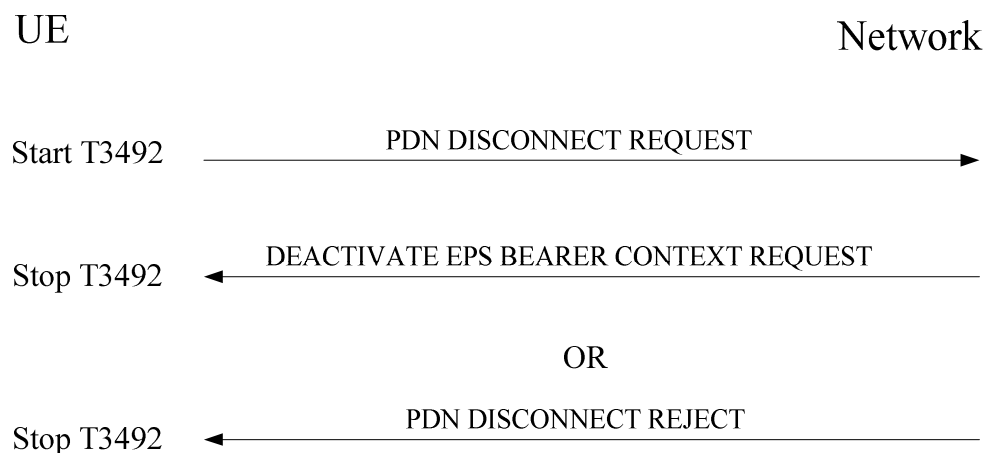 UE
Network
Start T3492
PDN DISCONNECT REQUEST
Stop T3492
DEACTIVATE EPS BEARER CONTEXT REQUEST
OR
Stop T3492
PDN DISCONNECT REJECT